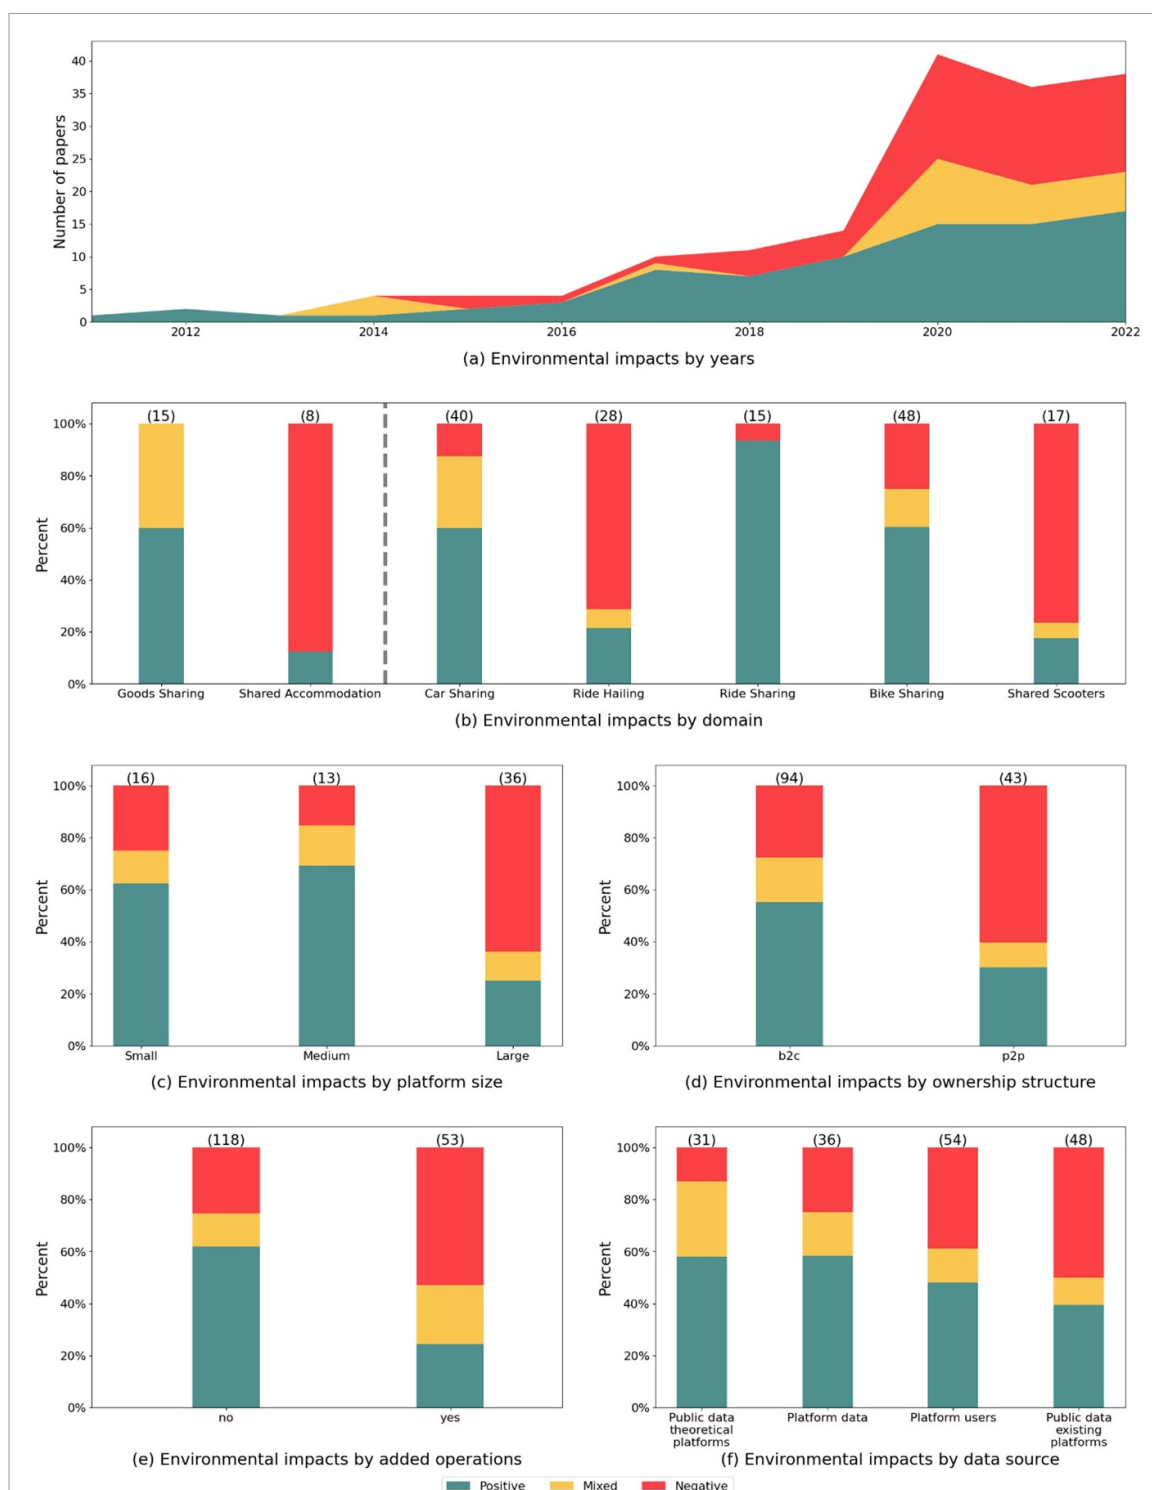 40
35
30
25
20
15
10
5
0
Number of papers
2012 2014 2016 2018 2020 2022
(a) Environmental impacts by years
(15) (8) (40) (28) (15) (48) (17)
100%
80%
60%
40%
20%
0%
Percent
Goods Sharing Shared Accommodation Car Sharing Ride Hailing Ride Sharing Bike Sharing Shared Scooters
(b) Environmental impacts by domain
(16) (13) (36)
100%
80%
60%
40%
20%
0%
Percent
Small Medium Large
(c) Environmental impacts by platform size
(94) (43)
100%
80%
60%
40%
20%
0%
Percent
b2c p2p
(d) Environmental impacts by ownership structure
(118) (53)
100%
80%
60%
40%
20%
0%
Percent
no yes
(e) Environmental impacts by added operations
(31) (36) (54) (48)
100%
80%
60%
40%
20%
0%
Percent
Public data Platform data Platform users Public data
theoretical existing
platforms platforms
(f) Environmental impacts by data source
Positive Mixed Negative